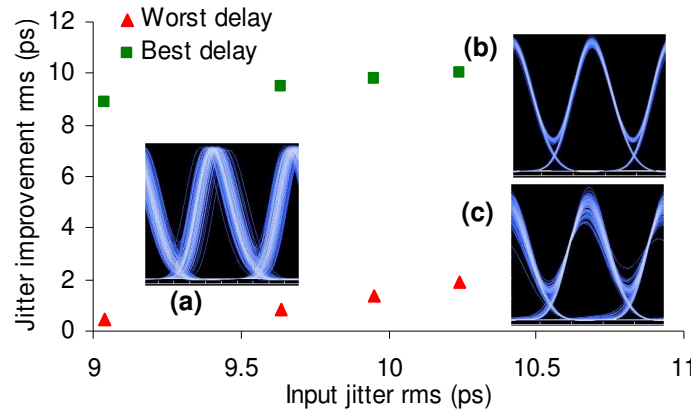 Worst delay
Best delay
Jitter improvement rms (ps)
12
10
8
6
4
2
0
(a)
(b)
(c)
9
9.5
10
10.5
11
Input jitter rms (ps)